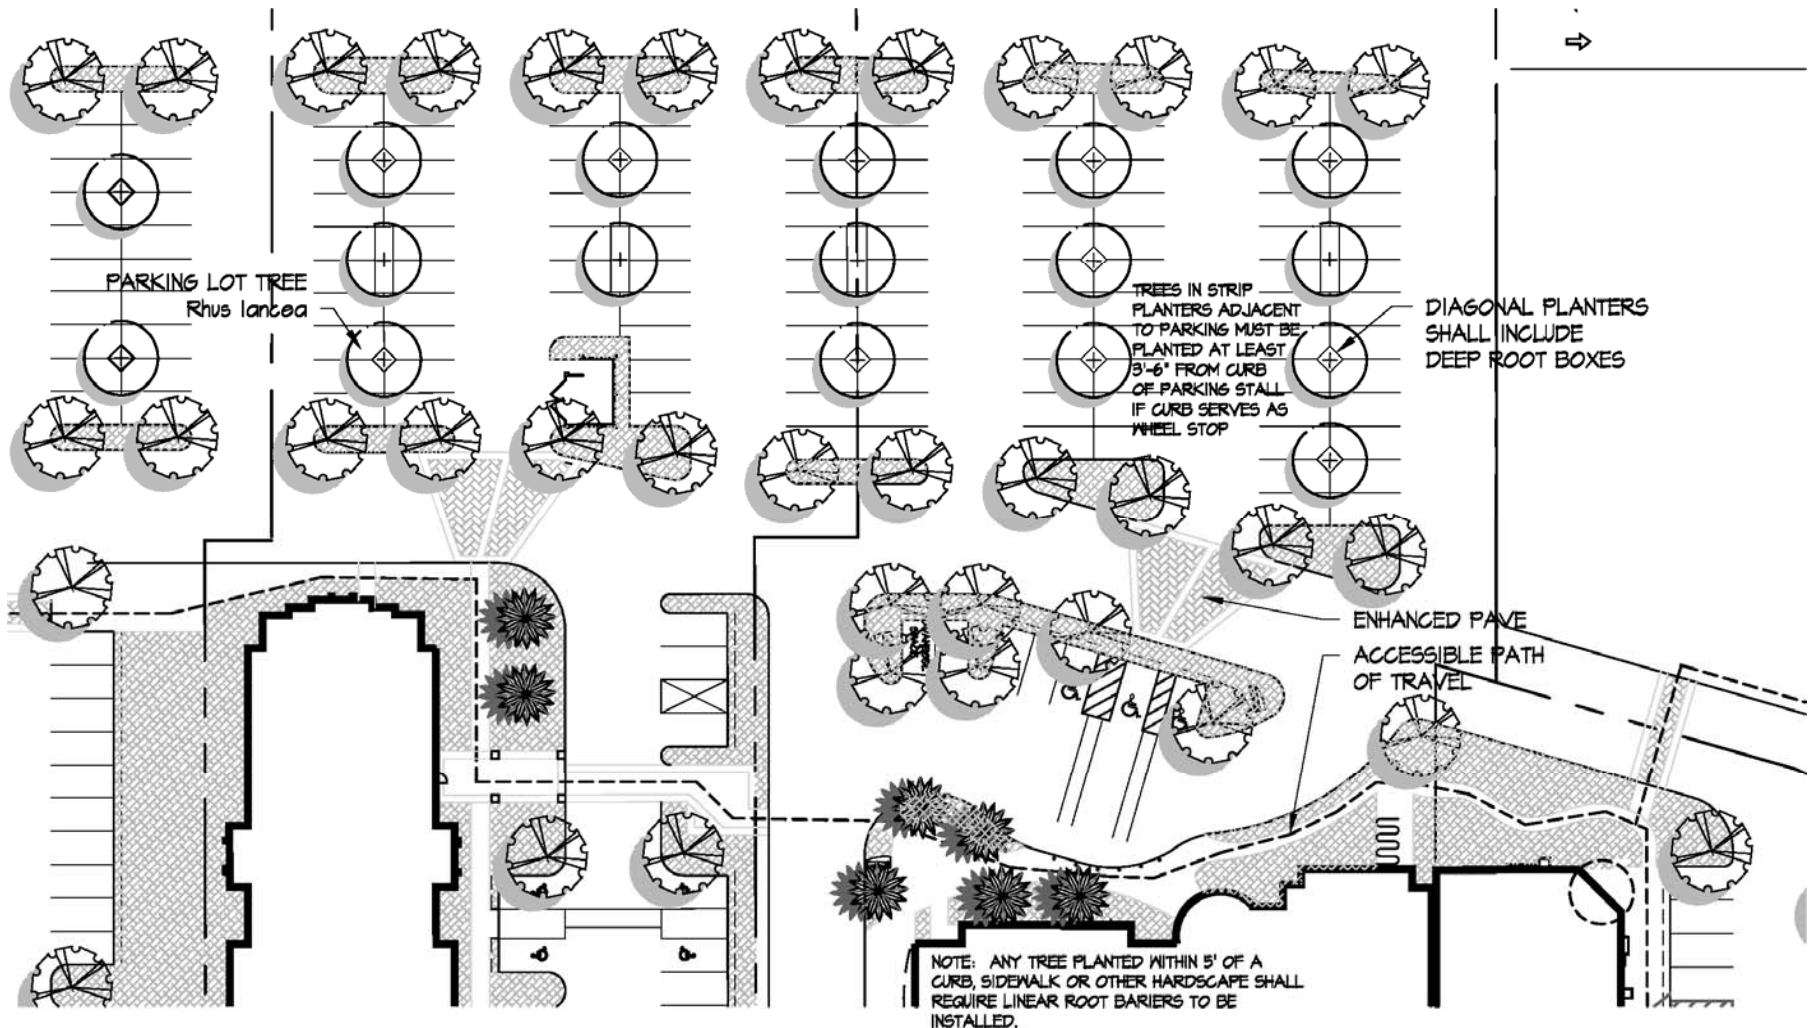 PARKING LOT TREE
Rhus lancea
TREES IN STRIP
PLANTERS ADJACENT
TO PARKING MUST BE
PLANTED AT LEAST
3'-6" FROM CURB
OF PARKING STALL
IF CURB SERVES AS
WHEEL STOP
DIAGONAL PLANTERS
SHALL INCLUDE
DEEP ROOT BOXES
ENHANCED PAVE
ACCESSIBLE PATH
OF TRAVEL
NOTE: ANY TREE PLANTED WITHIN 5' OF A
CURB, SIDEWALK OR OTHER HARDSCAPE SHALL
REQUIRE LINEAR ROOT BARIERS TO BE
INSTALLED.